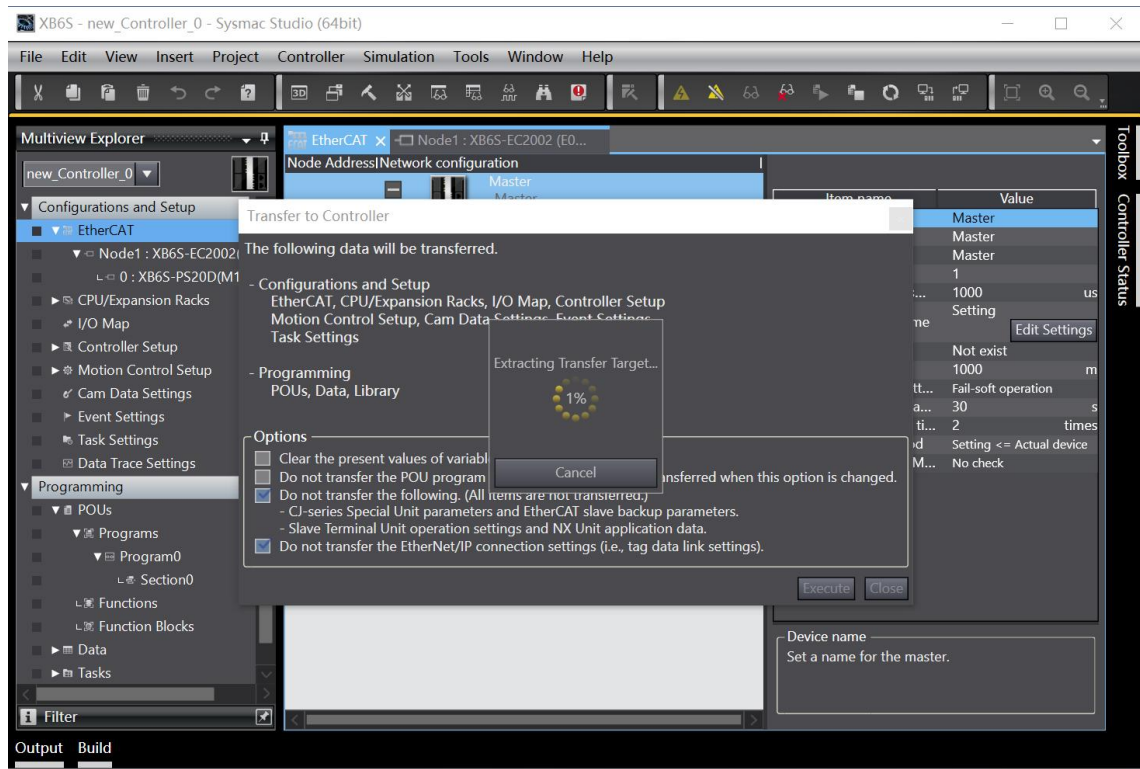 XB6S - new_Controller_0 - Sysmac Studio (64bit)
File Edit View Insert Project Controller Simulation Tools Window Help
Multiview Explorer
new_Controller_0
Configurations and Setup
EtherCAT
Node1 : XB6S-EC2002(
0 : XB6S-PS20D(M1
CPU/Expansion Racks
I/O Map
Controller Setup
Motion Control Setup
Cam Data Settings
Event Settings
Task Settings
Data Trace Settings
Programming
POUs
Programs
Program0
Section0
Functions
Function Blocks
Data
Tasks
Filter
Output Build
EtherCAT
Node1 : XB6S-EC2002 (E0...
Node Address|Network configuration
Master
Master
Transfer to Controller
The following data will be transferred.
- Configurations and Setup
EtherCAT, CPU/Expansion Racks, I/O Map, Controller Setup
Motion Control Setup, Cam Data Settings, Event Settings
Task Settings
- Programming
POUs, Data, Library
Extracting Transfer Target...
1%
Cancel
Options
Clear the present values of variabl
Do not transfer the POU program nsferred when this option is changed.
Do not transfer the following. (All items are not transferred.)
- CJ-series Special Unit parameters and EtherCAT slave backup parameters.
- Slave Terminal Unit operation settings and NX Unit application data.
Do not transfer the EtherNet/IP connection settings (i.e., tag data link settings).
Execute Close
Item name Value
Master
Master
Master
1
1000 us
me Setting
Edit Settings
Not exist
1000 m
tt... Fail-soft operation
a... 30 s
ti... 2 times
od Setting <= Actual device
M... No check
Device name
Set a name for the master.
Toolbox
Controller Status